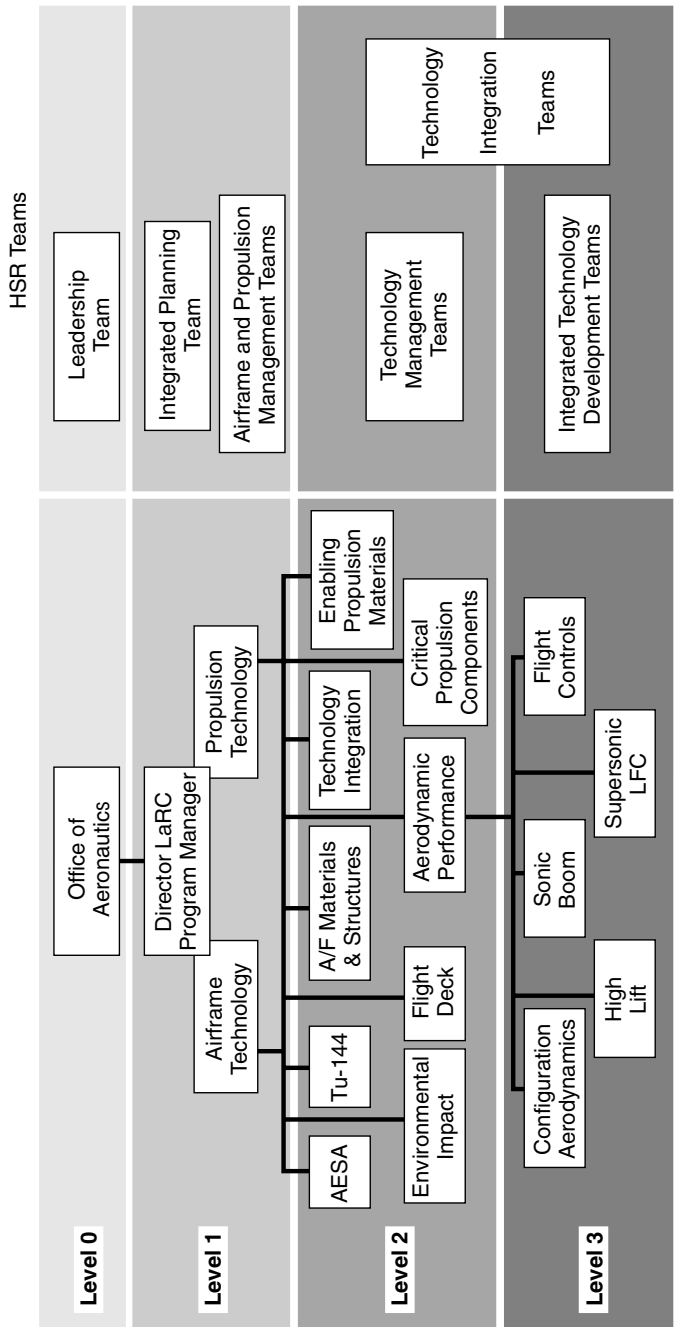 HSR Teams
Level 0
Office of
Aeronautics
Leadership
Team
Level 1
Director LaRC
Program Manager
Airframe
Technology
Propulsion
Technology
Integrated Planning
Team
Airframe and Propulsion
Management Teams
Level 2
AESA
Tu-144
A/F Materials
& Structures
Technology
Integration
Enabling
Propulsion
Materials
Environmental
Impact
Flight
Deck
Aerodynamic
Performance
Critical
Propulsion
Components
Technology
Management
Teams
Technology
Integration
Teams
Level 3
Configuration
Aerodynamics
Sonic
Boom
Flight
Controls
High
Lift
Supersonic
LFC
Integrated Technology
Development Teams